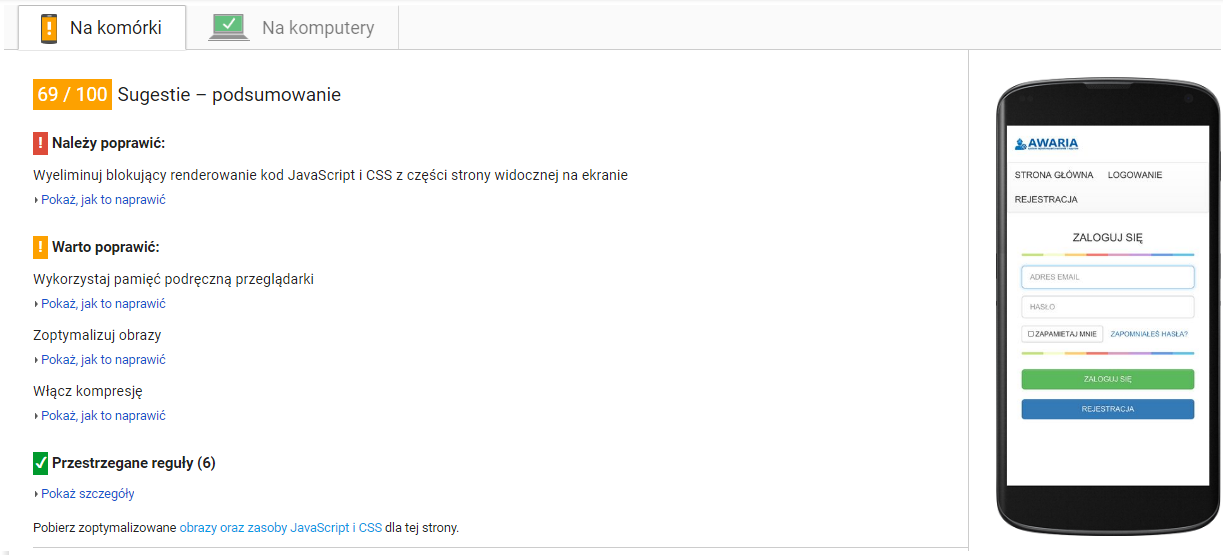 Na komórki
Na komputery
69 / 100 Sugestie – podsumowanie
! Należy poprawić:
Wyeliminuj blokujący renderowanie kod JavaScript i CSS z części strony widocznej na ekranie
Pokaż, jak to naprawić
! Warto poprawić:
Wykorzystaj pamięć podręczną przeglądarki
Pokaż, jak to naprawić
Zoptymalizuj obrazy
Pokaż, jak to naprawić
Włącz kompresję
Pokaż, jak to naprawić
Przestrzegane reguły (6)
Pokaż szczegóły
Pobierz zoptymalizowane obrazy oraz zasoby JavaScript i CSS dla tej strony.
AWARIA
STRONA GŁÓWNA LOGOWANIE
REJESTRACJA
ZALOGUJ SIĘ
ADRES EMAIL
HASŁO
ZAPAMIETAJ MNIE ZAPOMNIAŁEŚ HASŁA?
ZALOGUJ SIĘ
REJESTRACJA